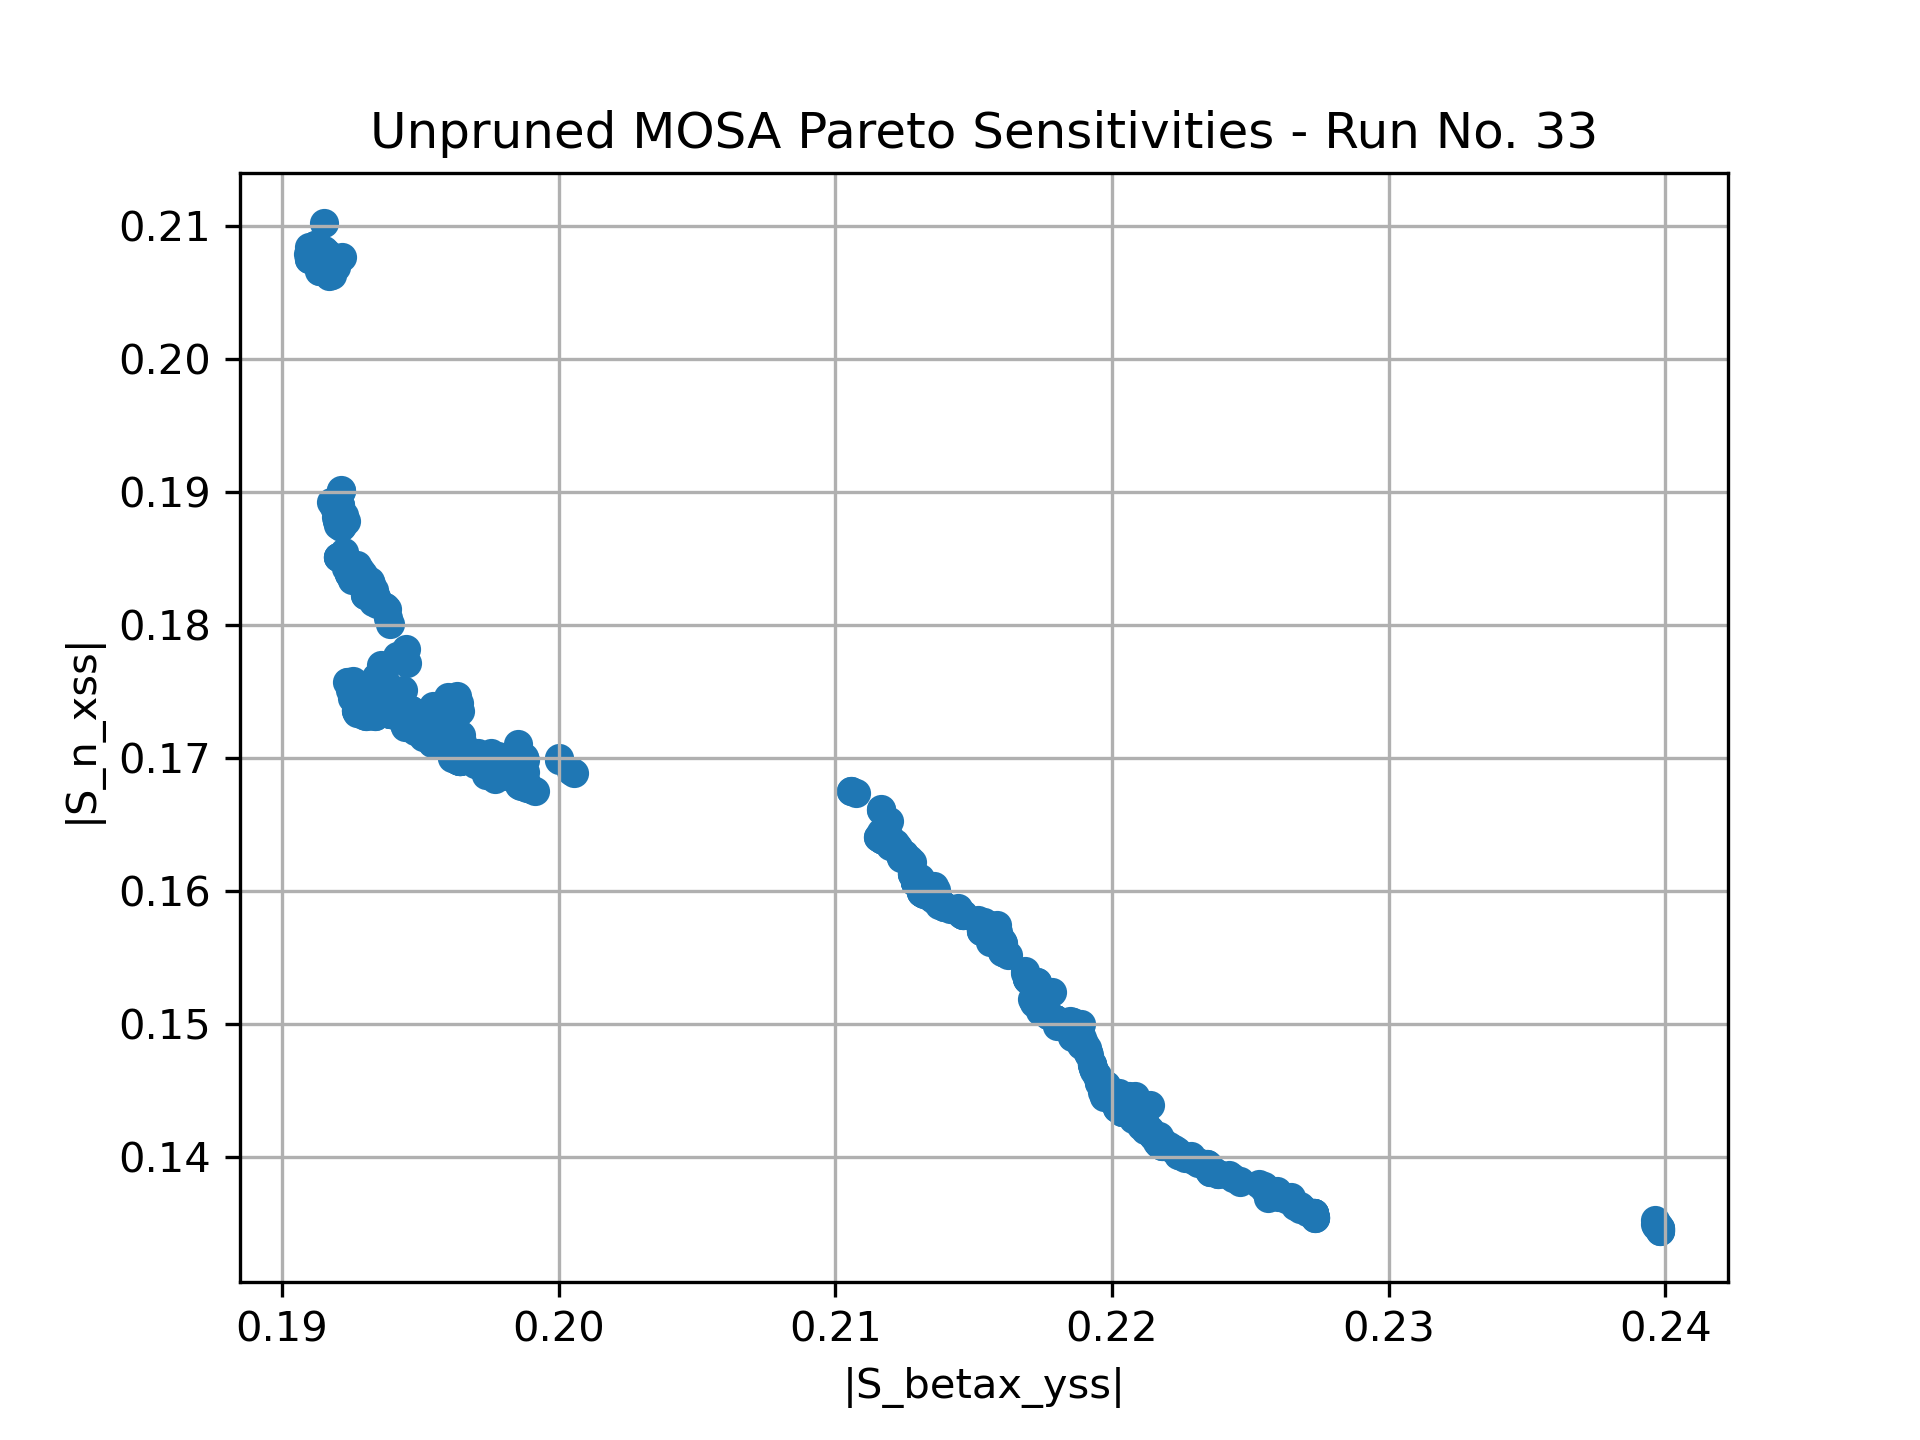 Unpruned MOSA Pareto Sensitivities - Run No. 33
|S_n_xss|
0.21
0.20
0.19
0.18
0.17
0.16
0.15
0.14
0.19 0.20 0.21 0.22 0.23 0.24
|S_betax_yss|